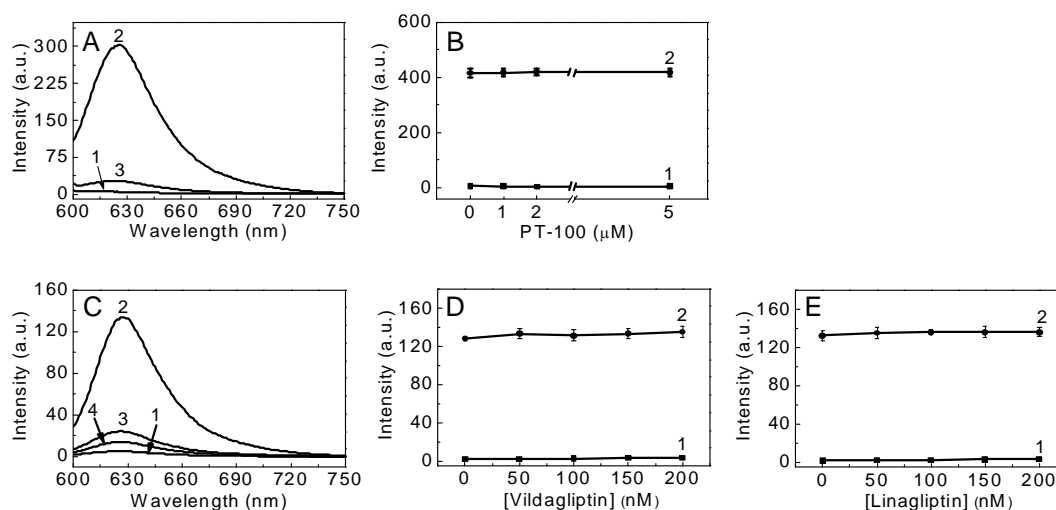 A
Intensity (a.u.)
300
225
150
75
0
2
1
3
600 630 660 690 720 750
Wavelength (nm)
B
Intensity (a.u.)
600
400
200
0
2
1
0 1 2 5
PT-100 (μM)
C
Intensity (a.u.)
160
120
80
40
0
2
4 3 1
600 630 660 690 720 750
Wavelength (nm)
D
Intensity (a.u.)
160
120
80
40
0
2
1
0 50 100 150 200
[Vildagliptin] (nM)
E
Intensity (a.u.)
160
120
80
40
0
2
1
0 50 100 150 200
[Linagliptin] (nM)